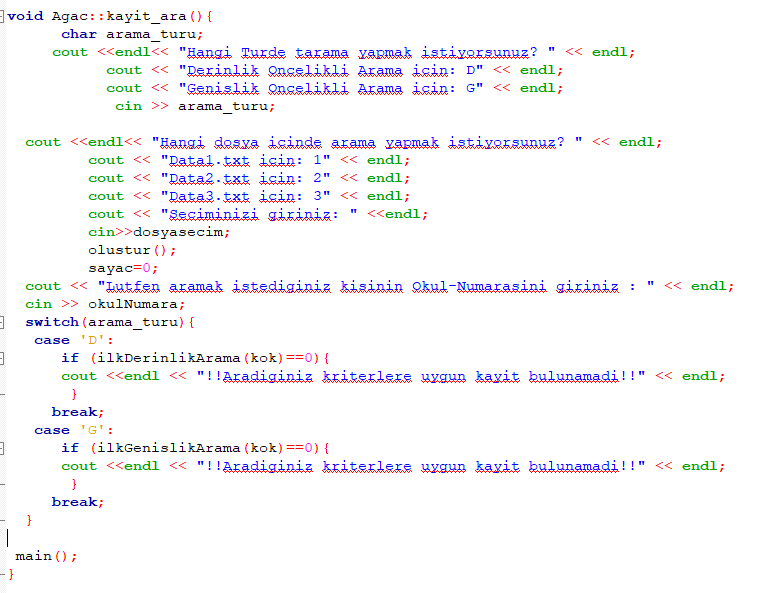 void Agac::kayit_ara(){
char arama_turu;
cout <<endl<< "Hangi Turde tarama yapmak istiyorsunuz? " << endl;
cout << "Derinlik Oncelikli Arama icin: D" << endl;
cout << "Genislik Oncelikli Arama icin: G" << endl;
cin >> arama_turu;
cout <<endl<< "Hangi dosya icinde arama yapmak istiyorsunuz? " << endl;
cout << "Data1.txt icin: 1" << endl;
cout << "Data2.txt icin: 2" << endl;
cout << "Data3.txt icin: 3" << endl;
cout << "Seciminizi giriniz: " <<endl;
cin>>dosyasecim;
olustur();
sayac=0;
cout << "Lutfen aramak istediginiz kisinin Okul-Numarasini giriniz : " << endl;
cin >> okulNumara;
switch(arama_turu){
case 'D':
if (ilkDerinlikArama(kok)==0){
cout <<endl << "!!Aradiginiz kriterlere uygun kayit bulunamadi!!" << endl;
}
break;
case 'G':
if (ilkGenislikArama(kok)==0){
cout <<endl << "!!Aradiginiz kriterlere uygun kayit bulunamadi!!" << endl;
}
break;
}
main();
}